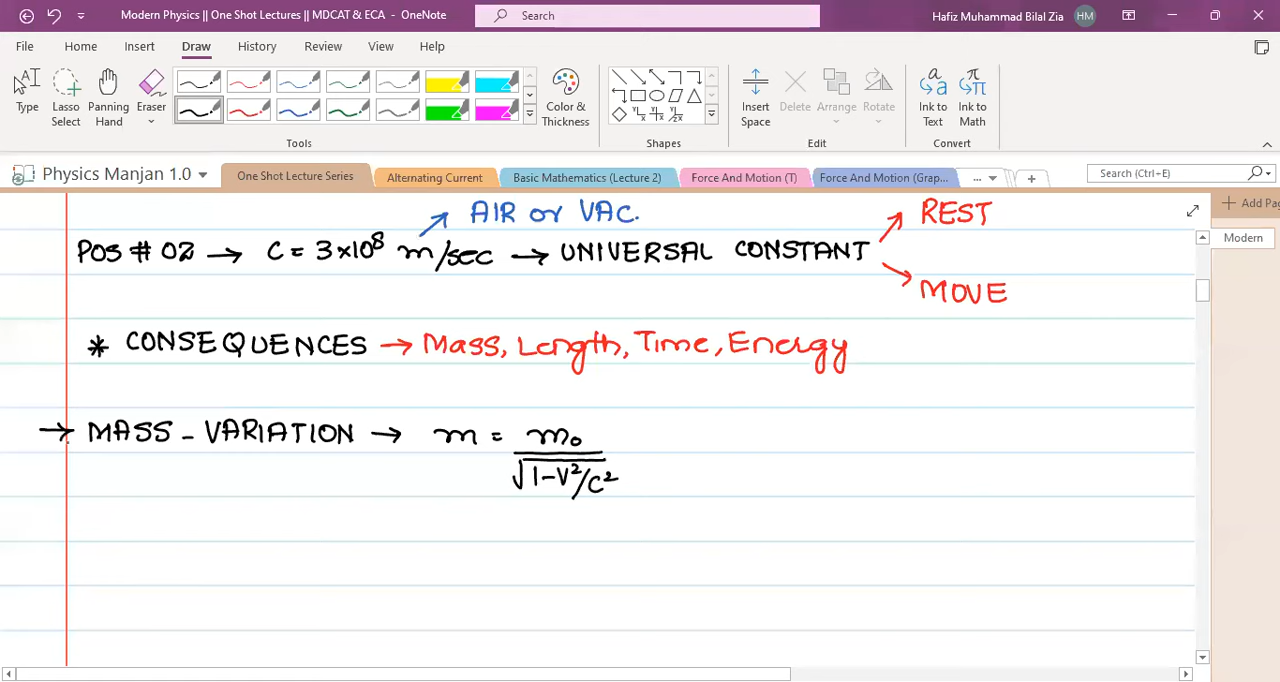 Modern Physics || One Shot Lectures || MDCAT & ECA - OneNote
Search
Hafiz Muhammad Bilal Zia HM
File Home Insert Draw History Review View Help
Type Lasso Select Panning Hand Eraser Color & Thickness Insert Space Delete Arrange Rotate Ink to Text Ink to Math
Tools Shapes Edit Convert
Physics Manjan 1.0 One Shot Lecture Series Alternating Current Basic Mathematics (Lecture 2) Force And Motion (T) Force And Motion (Grap... ... + Search (Ctrl+E)
+ Add Pag
Modern
AIR or VAC. REST
POS # 02 → C = 3×10⁸ m/sec → UNIVERSAL CONSTANT
MOVE
* CONSEQUENCES → Mass, Length, Time, Energy
→ MASS - VARIATION → m = m₀
√1-V²/C²